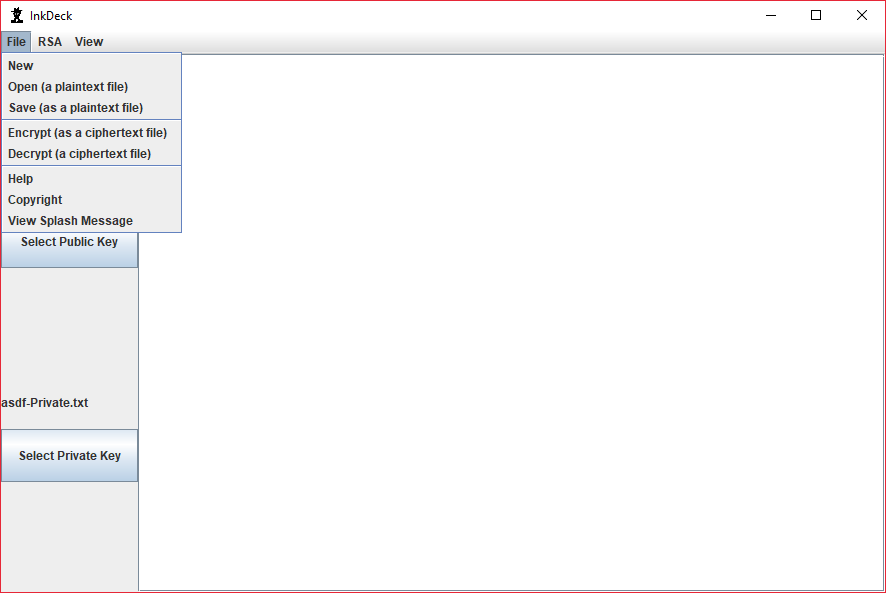 InkDeck
File RSA View
New
Open (a plaintext file)
Save (as a plaintext file)
Encrypt (as a ciphertext file)
Decrypt (a ciphertext file)
Help
Copyright
View Splash Message
Select Public Key
asdf-Private.txt
Select Private Key